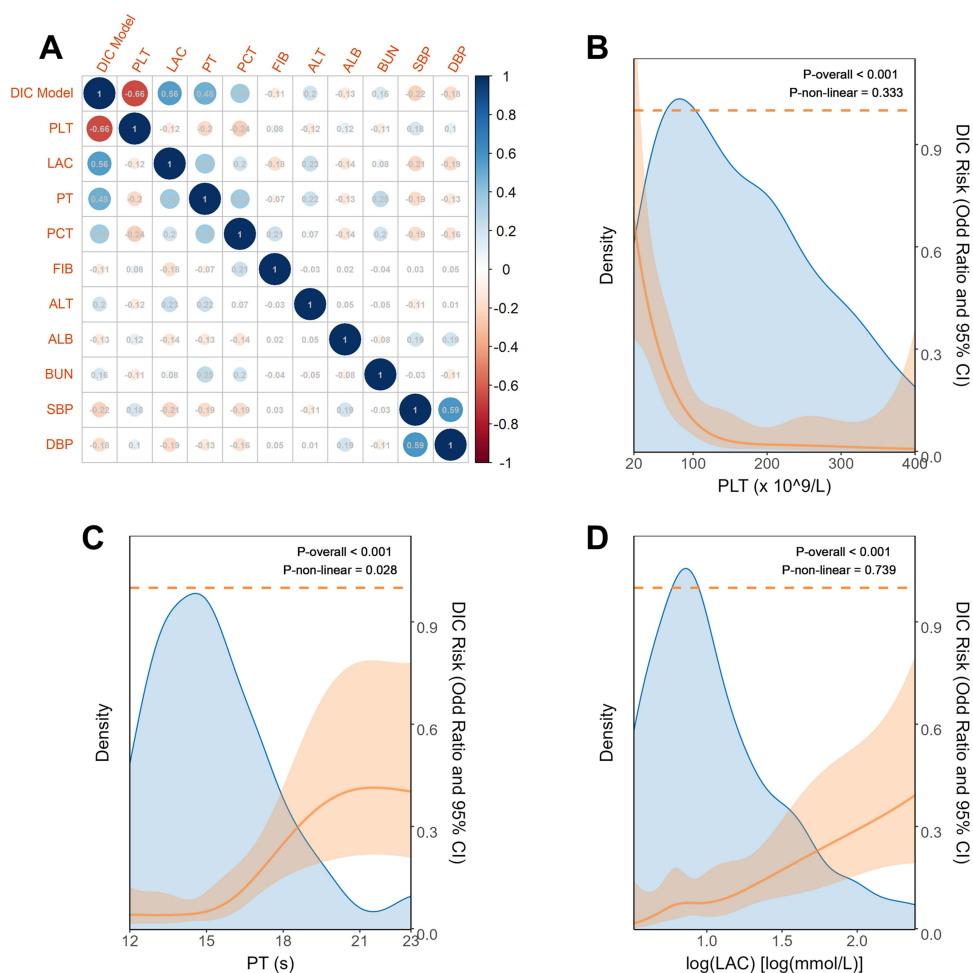 A
DIC Model PLT LAC PT PCT FIB ALT ALB BUN SBP DBP
DIC Model 1 -0.66 0.56 0.48 -0.11 0.2 -0.13 0.16 -0.22 -0.18
PLT -0.66 1 -0.12 -0.2 -0.24 0.08 -0.12 0.12 -0.11 0.18 0.1
LAC 0.56 -0.12 1 0.2 -0.18 0.23 -0.14 0.08 -0.21 -0.19
PT 0.48 -0.2 1 -0.07 0.22 -0.13 0.25 -0.19 -0.13
PCT -0.24 0.2 1 0.21 0.07 -0.14 0.2 -0.19 -0.16
FIB -0.11 0.08 -0.18 -0.07 0.21 1 -0.03 0.02 -0.04 0.03 0.05
ALT 0.2 -0.12 0.23 0.22 0.07 -0.03 1 0.05 -0.05 -0.11 0.01
ALB -0.13 0.12 -0.14 -0.13 -0.14 0.02 0.05 1 -0.08 0.19 0.19
BUN 0.16 -0.11 0.08 0.25 0.2 -0.04 -0.05 -0.08 1 -0.03 -0.11
SBP -0.22 0.18 -0.21 -0.19 -0.19 0.03 -0.11 0.19 -0.03 1 0.59
DBP -0.18 0.1 -0.19 -0.13 -0.16 0.05 0.01 0.19 -0.11 0.59 1
1
0.8
0.6
0.4
0.2
0
-0.2
-0.4
-0.6
-0.8
-1
B
P-overall < 0.001
P-non-linear = 0.333
Density
DIC Risk (Odd Ratio and 95% CI)
0.9
0.6
0.3
0.0
20 100 200 300 400
PLT (x 10^9/L)
C
P-overall < 0.001
P-non-linear = 0.028
Density
DIC Risk (Odd Ratio and 95% CI)
0.9
0.6
0.3
0.0
12 15 18 21 23
PT (s)
D
P-overall < 0.001
P-non-linear = 0.739
Density
DIC Risk (Odd Ratio and 95% CI)
0.9
0.6
0.3
0.0
1.0 1.5 2.0
log(LAC) [log(mmol/L)]